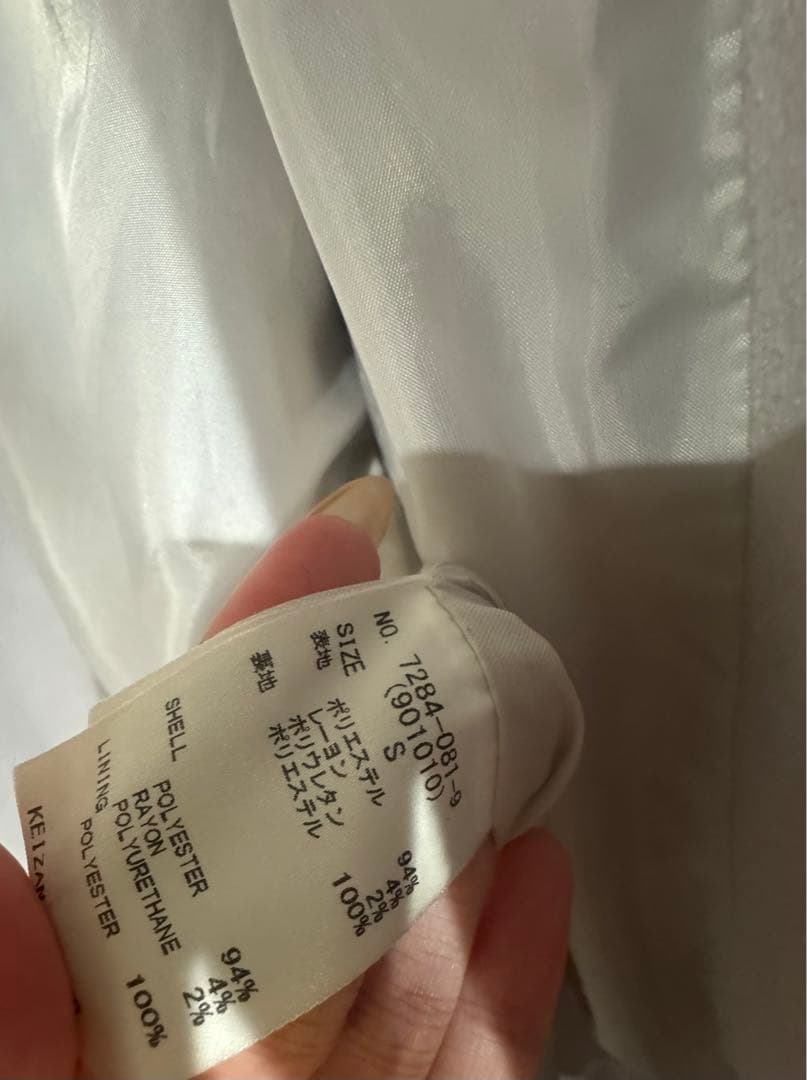 NO. 7284-081-9
(901010)
SIZE S
表地 ポリエステル 94%
レーヨン 4%
ポリウレタン 2%
裏地 ポリエステル 100%
SHELL POLYESTER 94%
RAYON 4%
POLYURETHANE 2%
LINING POLYESTER 100%